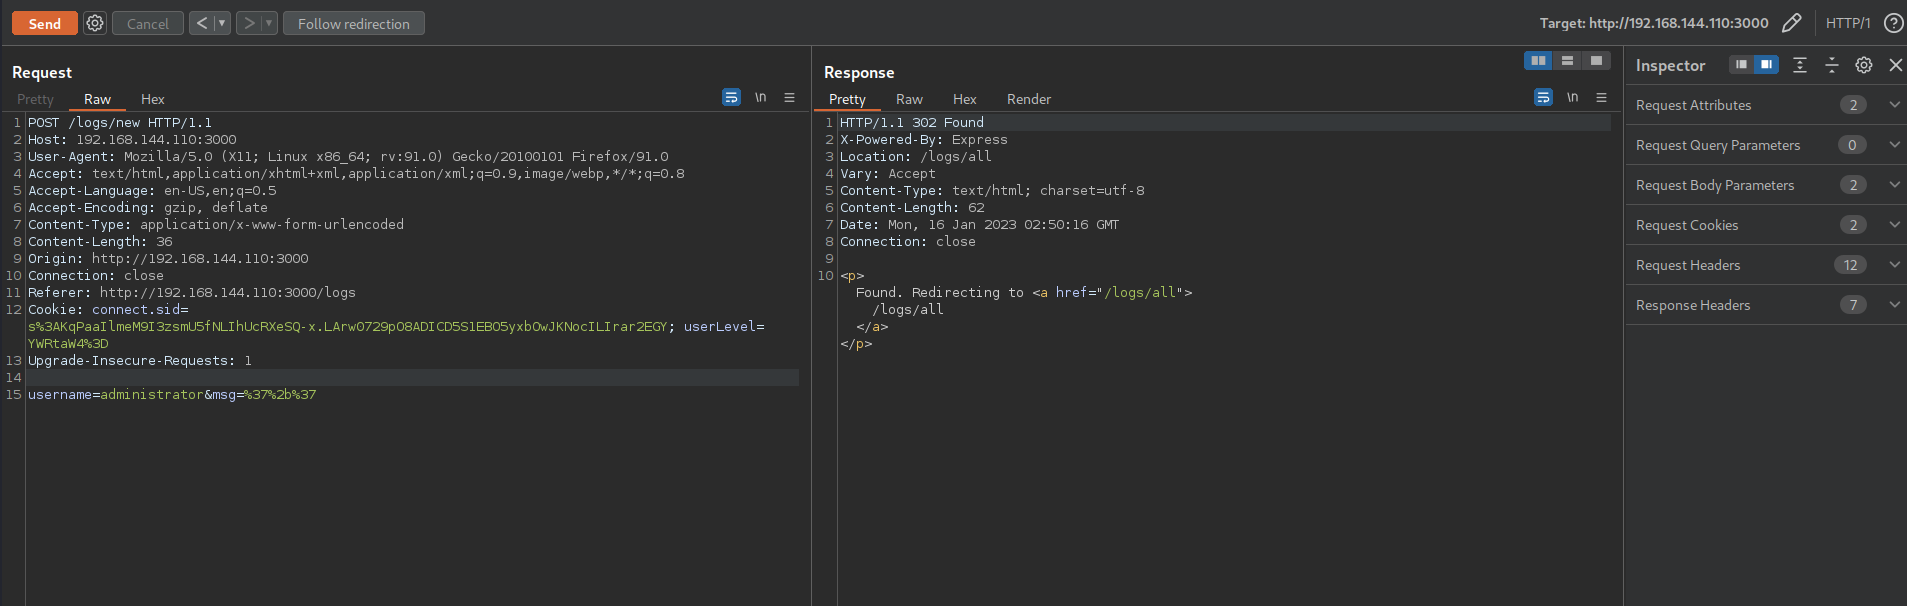 Send Cancel < > Follow redirection Target: http://192.168.144.110:3000 HTTP/1
Request
Pretty Raw Hex \n
1 POST /logs/new HTTP/1.1
2 Host: 192.168.144.110:3000
3 User-Agent: Mozilla/5.0 (X11; Linux x86_64; rv:91.0) Gecko/20100101 Firefox/91.0
4 Accept: text/html,application/xhtml+xml,application/xml;q=0.9,image/webp,*/*;q=0.8
5 Accept-Language: en-US,en;q=0.5
6 Accept-Encoding: gzip, deflate
7 Content-Type: application/x-www-form-urlencoded
8 Content-Length: 36
9 Origin: http://192.168.144.110:3000
10 Connection: close
11 Referer: http://192.168.144.110:3000/logs
12 Cookie: connect.sid=
s%3AKqPaaIlmeM9I3zsmU5fNLIhUcRXeSQ-x.LArw0729pO8ADICD5S1EBO5yxbOwJKNocILIrar2EGY; userLevel=
YWRtaW4%3D
13 Upgrade-Insecure-Requests: 1
14
15 username=administrator&msg=%37%2b%37
Response
Pretty Raw Hex Render \n
1 HTTP/1.1 302 Found
2 X-Powered-By: Express
3 Location: /logs/all
4 Vary: Accept
5 Content-Type: text/html; charset=utf-8
6 Content-Length: 62
7 Date: Mon, 16 Jan 2023 02:50:16 GMT
8 Connection: close
9
10 <p>
Found. Redirecting to <a href="/logs/all">
/logs/all
</a>
</p>
Inspector
Request Attributes 2
Request Query Parameters 0
Request Body Parameters 2
Request Cookies 2
Request Headers 12
Response Headers 7